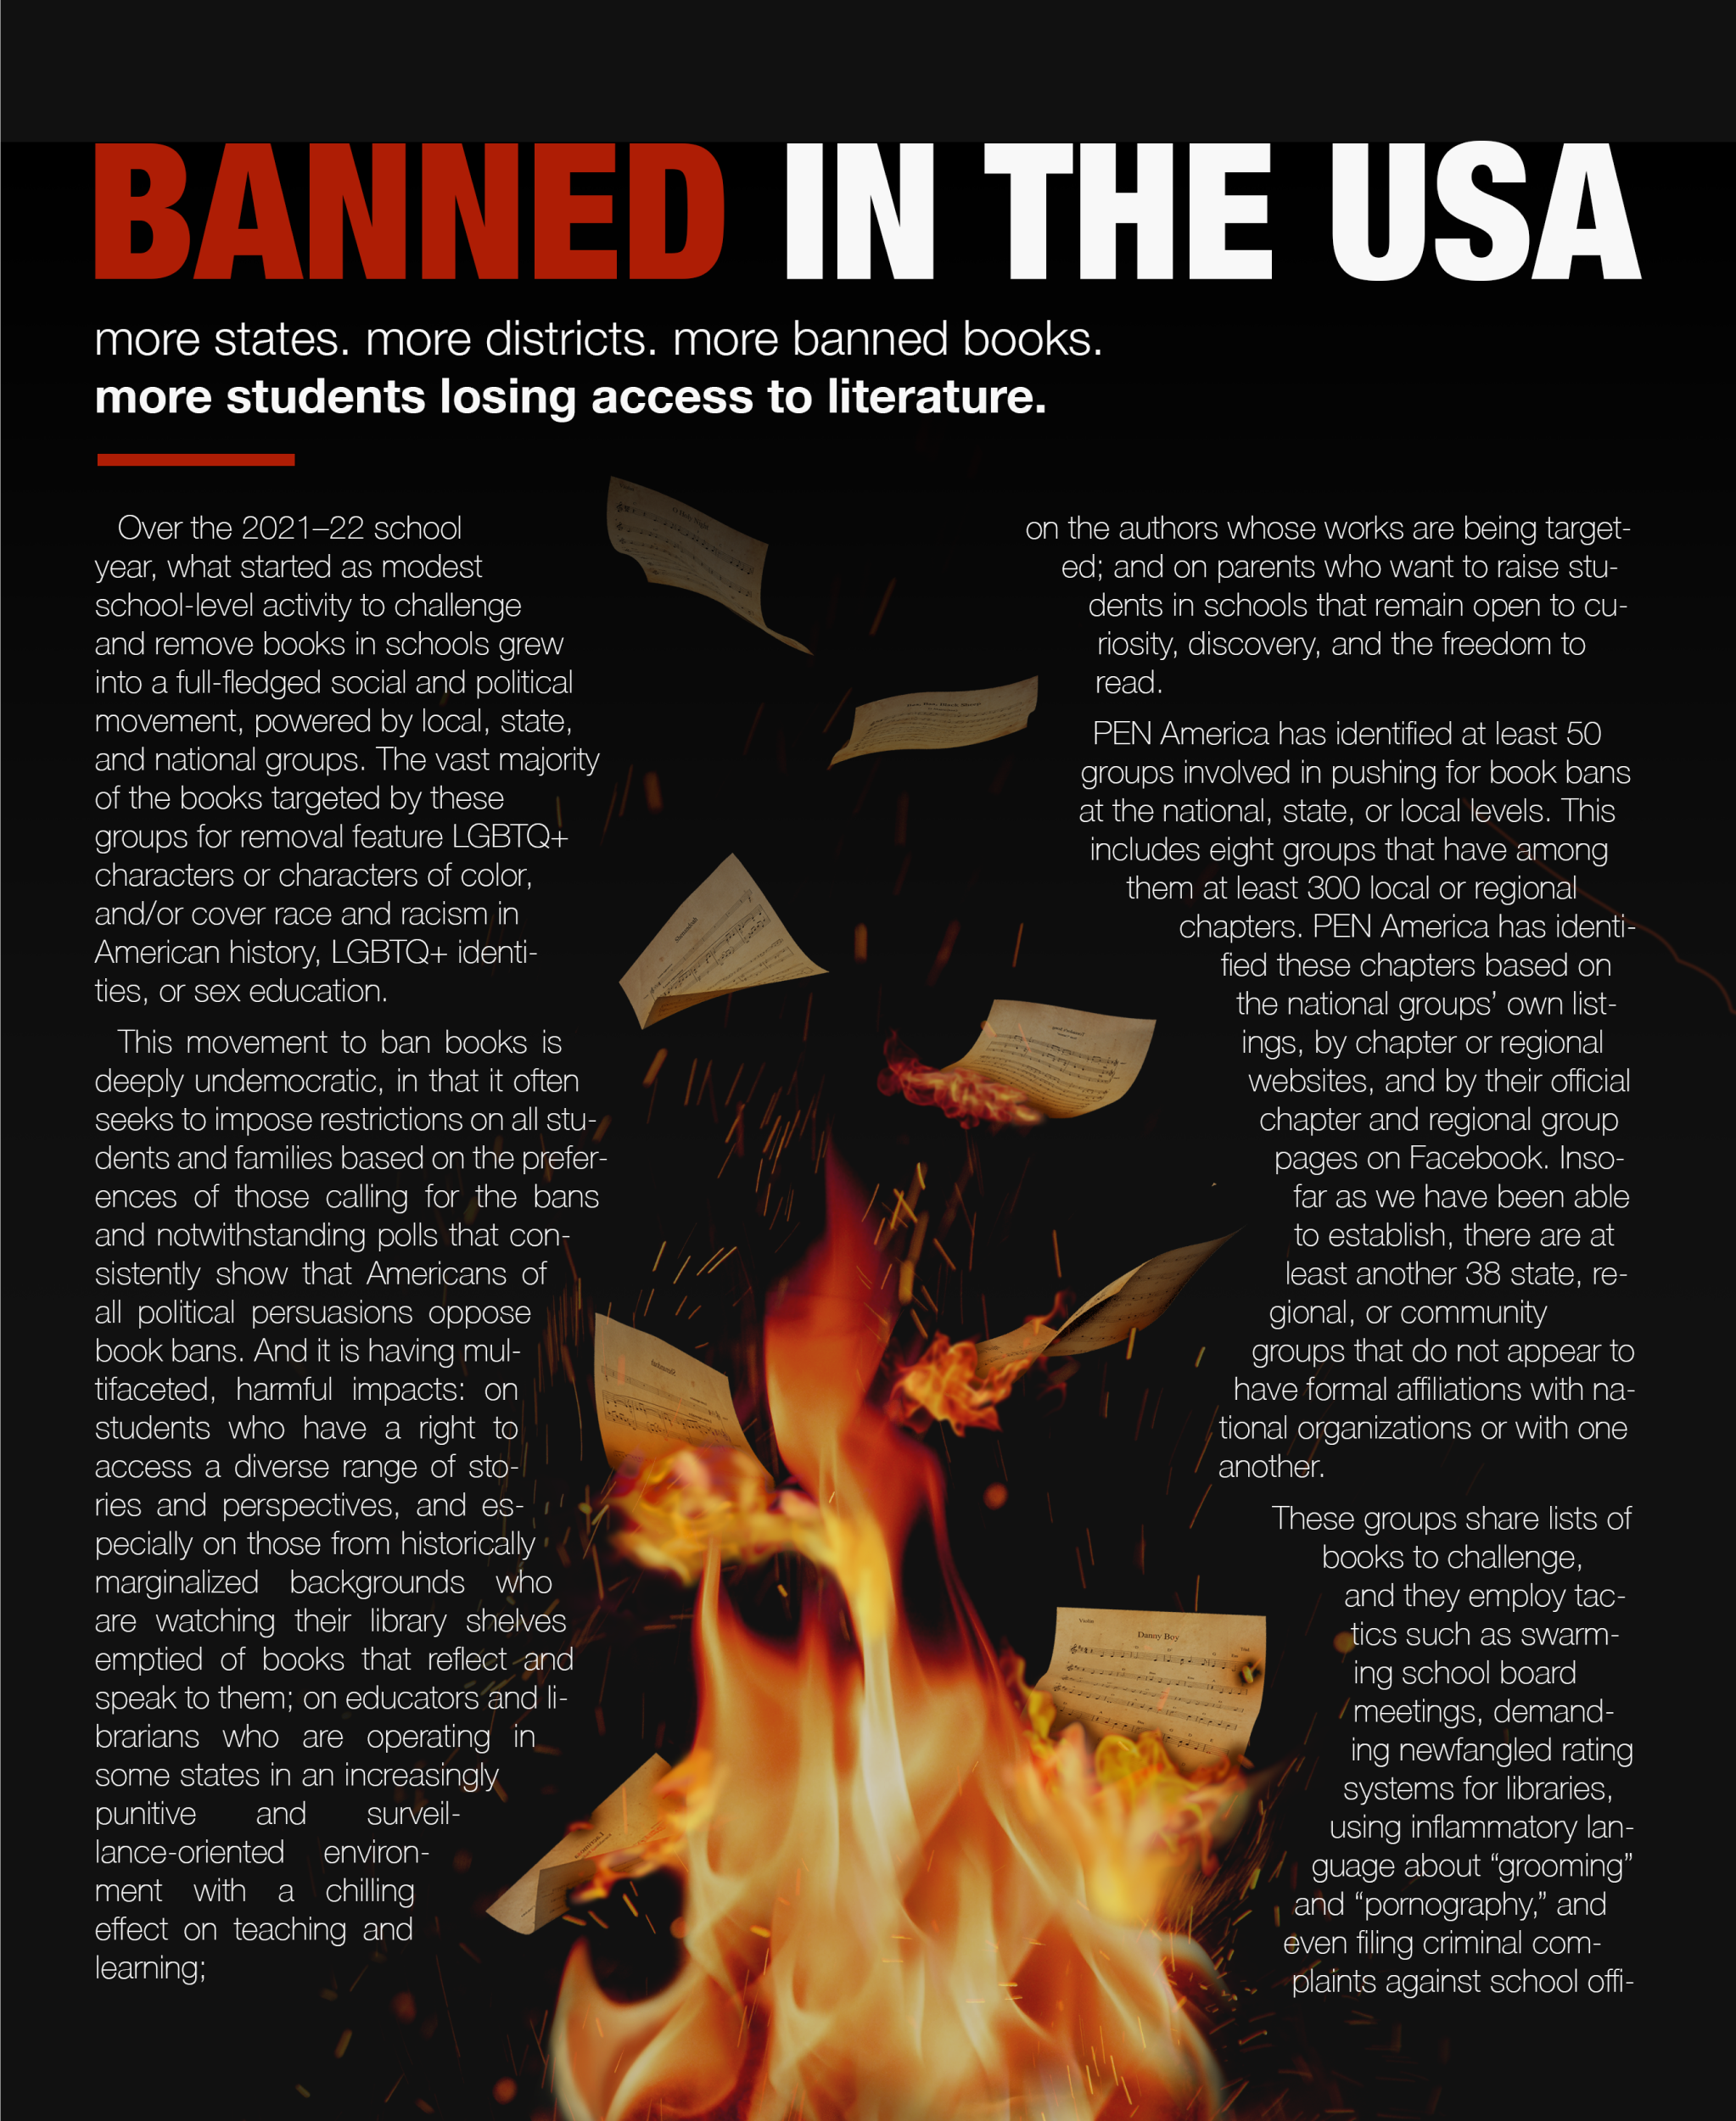 BANNED IN THE USA
more states. more districts. more banned books.
more students losing access to literature.
Over the 2021–22 school
year, what started as modest
school-level activity to challenge
and remove books in schools grew
into a full-fledged social and political
movement, powered by local, state,
and national groups. The vast majority
of the books targeted by these
groups for removal feature LGBTQ+
characters or characters of color,
and/or cover race and racism in
American history, LGBTQ+ identi-
ties, or sex education.
This movement to ban books is
deeply undemocratic, in that it often
seeks to impose restrictions on all stu-
dents and families based on the prefer-
ences of those calling for the bans
and notwithstanding polls that con-
sistently show that Americans of
all political persuasions oppose
book bans. And it is having mul-
tifaceted, harmful impacts: on
students who have a right to
access a diverse range of sto-
ries and perspectives, and es-
pecially on those from historically
marginalized backgrounds who
are watching their library shelves
emptied of books that reflect and
speak to them; on educators and li-
brarians who are operating in
some states in an increasingly
punitive and surveil-
lance-oriented environ-
ment with a chilling
effect on teaching and
learning;
on the authors whose works are being target-
ed; and on parents who want to raise stu-
dents in schools that remain open to cu-
riosity, discovery, and the freedom to
read.
PEN America has identified at least 50
groups involved in pushing for book bans
at the national, state, or local levels. This
includes eight groups that have among
them at least 300 local or regional
chapters. PEN America has identi-
fied these chapters based on
the national groups’ own list-
ings, by chapter or regional
websites, and by their official
chapter and regional group
pages on Facebook. Inso-
far as we have been able
to establish, there are at
least another 38 state, re-
gional, or community
groups that do not appear to
have formal affiliations with na-
tional organizations or with one
another.
These groups share lists of
books to challenge,
and they employ tac-
tics such as swarm-
ing school board
meetings, demand-
ing newfangled rating
systems for libraries,
using inflammatory lan-
guage about “grooming”
and “pornography,” and
even filing criminal com-
plaints against school offi-
O Holy Night
Shenandoah
Violin
Danny Boy